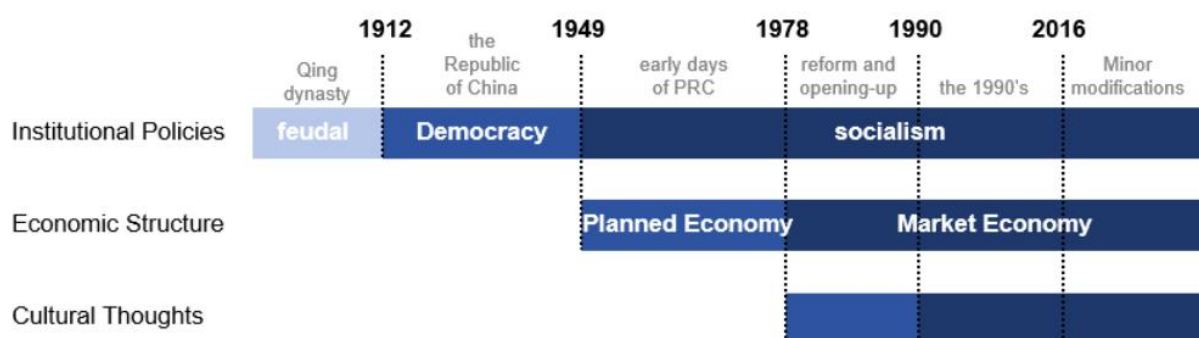 1912 1949 1978 1990 2016
Qing
dynasty
the
Republic
of China
early days
of PRC
reform and
opening-up
the 1990's
Minor
modifications
Institutional Policies feudal Democracy socialism
Economic Structure Planned Economy Market Economy
Cultural Thoughts